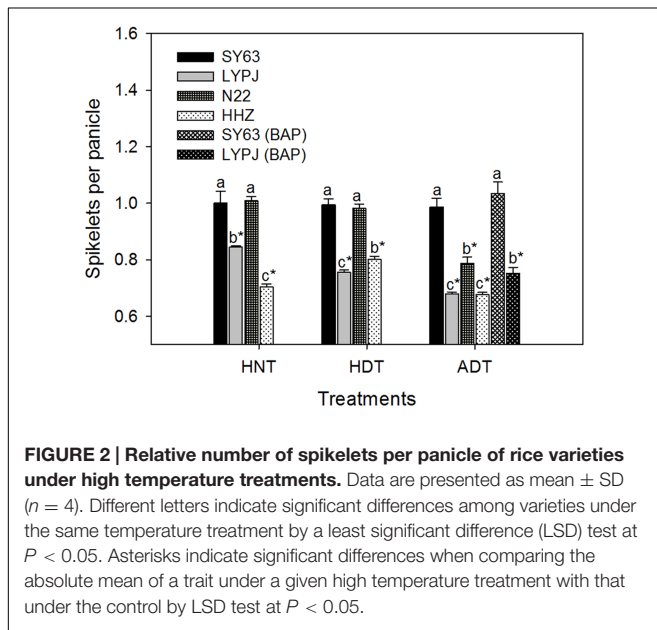 1.6
1.4
1.2
1.0
0.8
0.6
Spikelets per panicle
SY63
LYPJ
N22
HHZ
SY63 (BAP)
LYPJ (BAP)
a
b*
a
c*
a
c*
a
b*
a
c*
b*
c*
a
b*
HNT
HDT
ADT
Treatments
FIGURE 2 | Relative number of spikelets per panicle of rice varieties
under high temperature treatments. Data are presented as mean ± SD
(n = 4). Different letters indicate significant differences among varieties under
the same temperature treatment by a least significant difference (LSD) test at
P < 0.05. Asterisks indicate significant differences when comparing the
absolute mean of a trait under a given high temperature treatment with that
under the control by LSD test at P < 0.05.